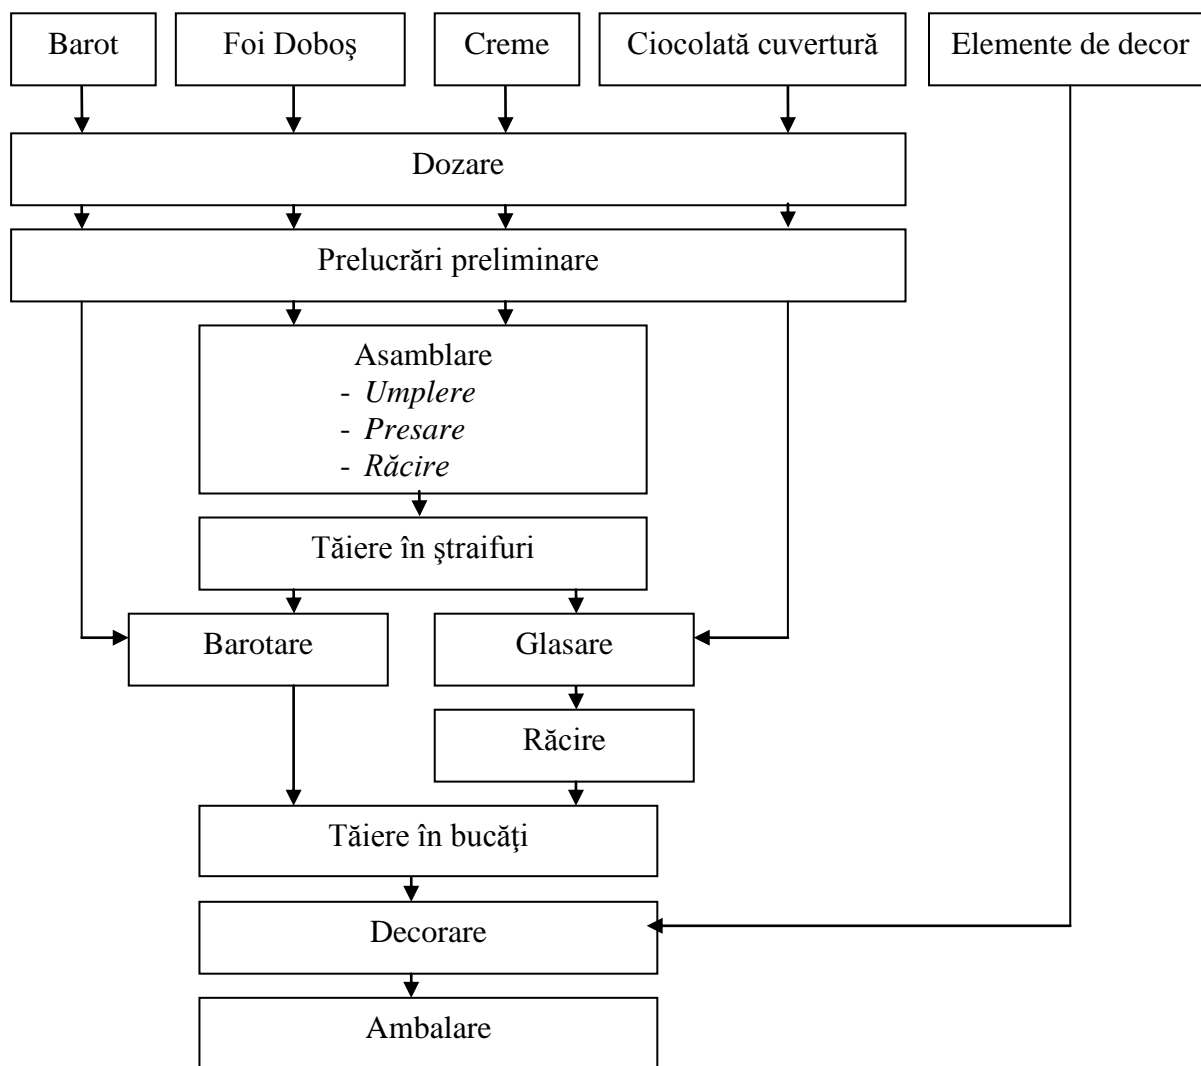 Barot
Foi Doboş
Creme
Ciocolată cuvertură
Elemente de decor
Dozare
Prelucrări preliminare
Asamblare
- Umplere
- Presare
- Răcire
Tăiere în ştraifuri
Barotare
Glasare
Răcire
Tăiere în bucăţi
Decorare
Ambalare